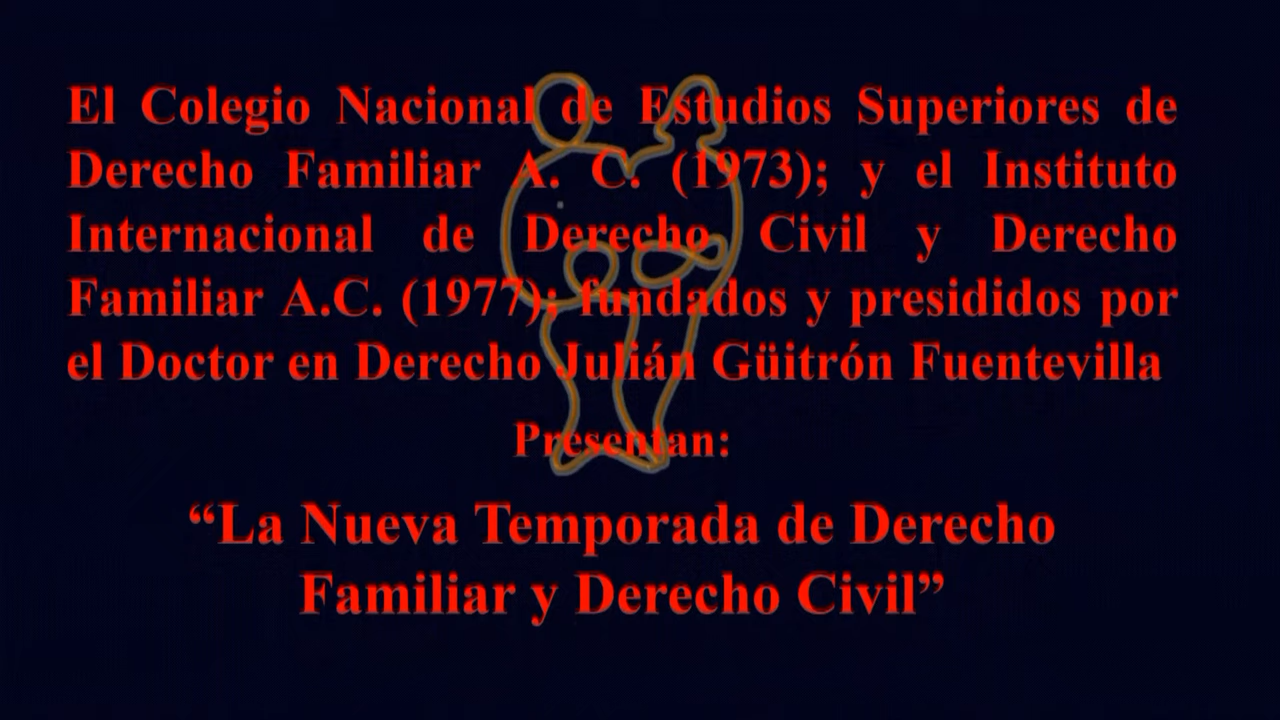 El Colegio Nacional de Estudios Superiores de
Derecho Familiar A. C. (1973); y el Instituto
Internacional de Derecho Civil y Derecho
Familiar A.C. (1977); fundados y presididos por
el Doctor en Derecho Julián Güitrón Fuentevilla
Presentan:
“La Nueva Temporada de Derecho
Familiar y Derecho Civil”